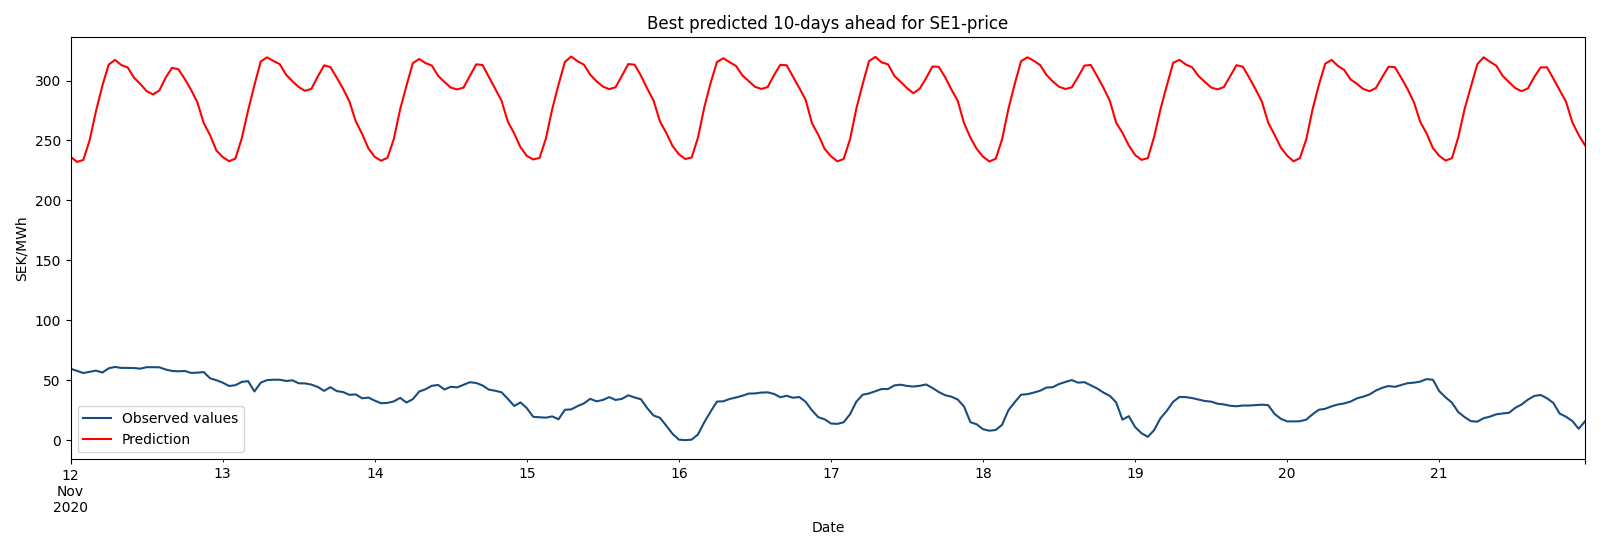 Best predicted 10-days ahead for SE1-price
SEK/MWh
300
250
200
150
100
50
0
Observed values
Prediction
12 13 14 15 16 17 18 19 20 21
Nov
2020
Date